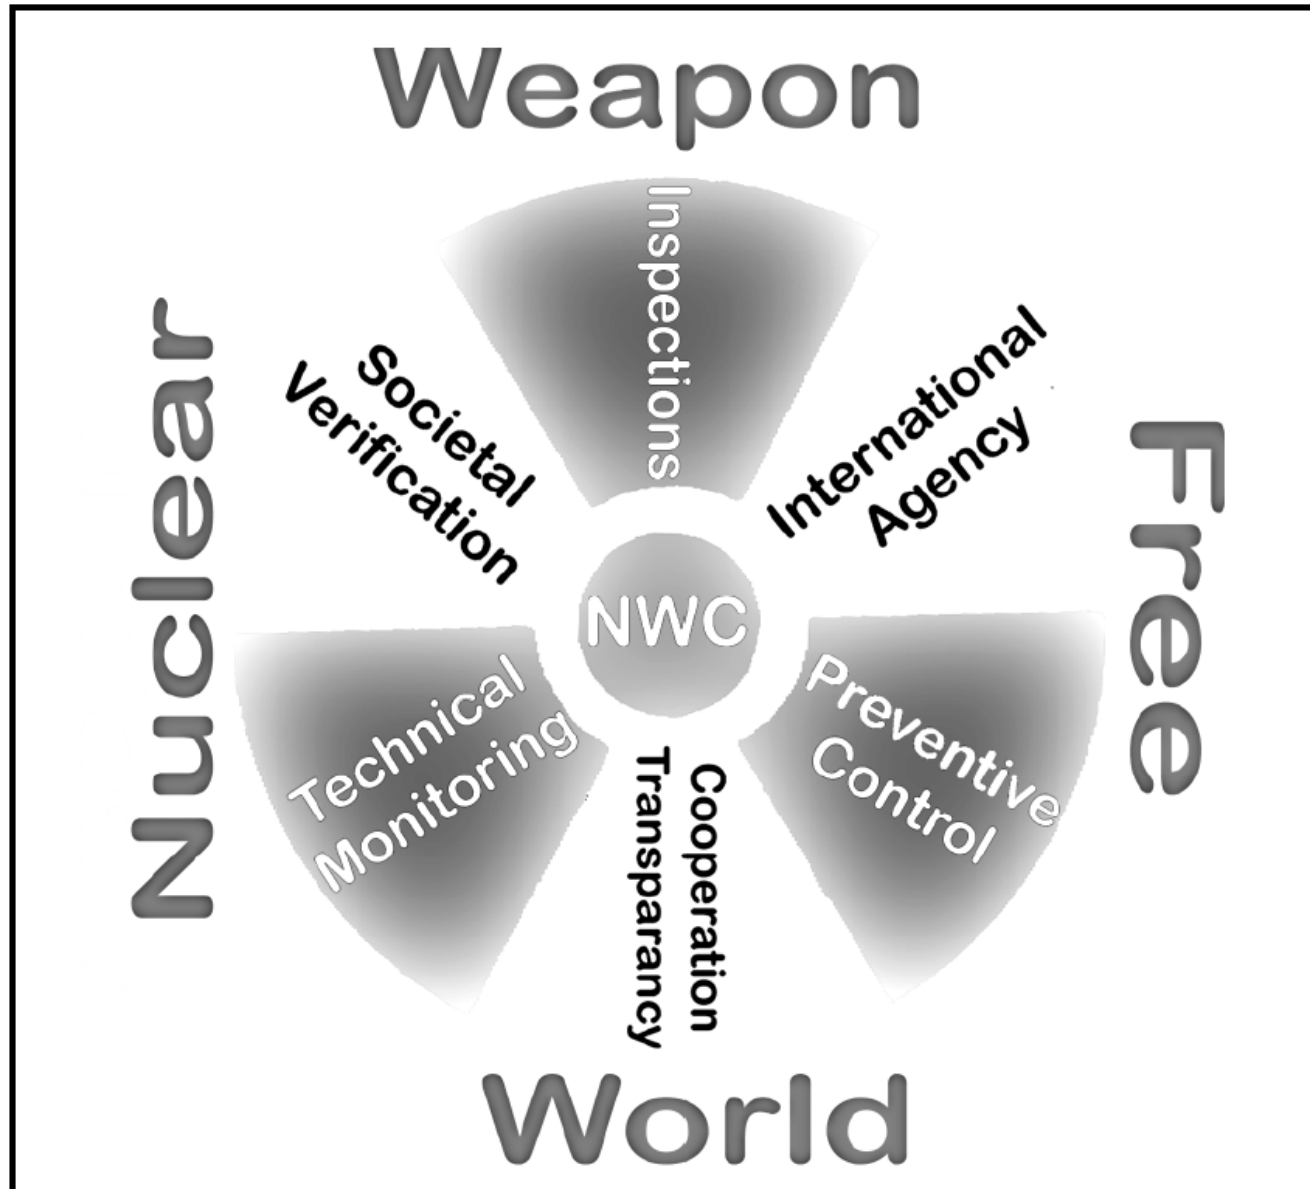 Nuclear
Weapon
Free
World
Inspections
International
Agency
Preventive
Control
Cooperation
Transparancy
Technical
Monitoring
Societal
Verification
NWC